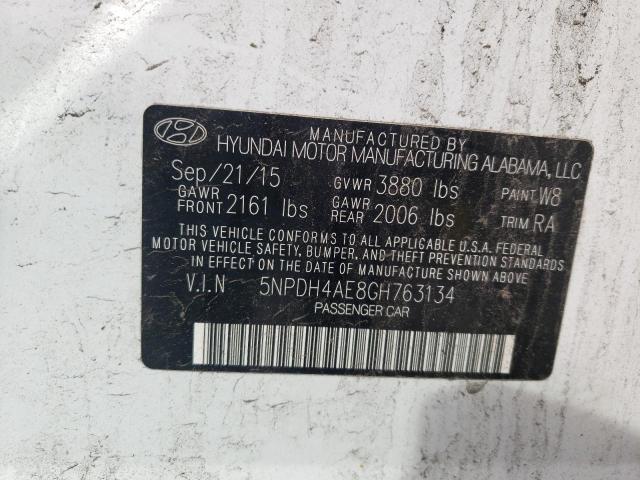 MANUFACTURED BY
HYUNDAI MOTOR MANUFACTURING ALABAMA, LLC
Sep/21/15 GVWR 3880 lbs PAINT W8
GAWR FRONT 2161 lbs GAWR REAR 2006 lbs TRIM RA
THIS VEHICLE CONFORMS TO ALL APPLICABLE U.S.A. FEDERAL
MOTOR VEHICLE SAFETY, BUMPER, AND THEFT PREVENTION STANDARDS
IN EFFECT ON THE DATE OF MANUFACTURE SHOWN ABOVE.
V.I.N 5NPDH4AE8GH763134
PASSENGER CAR